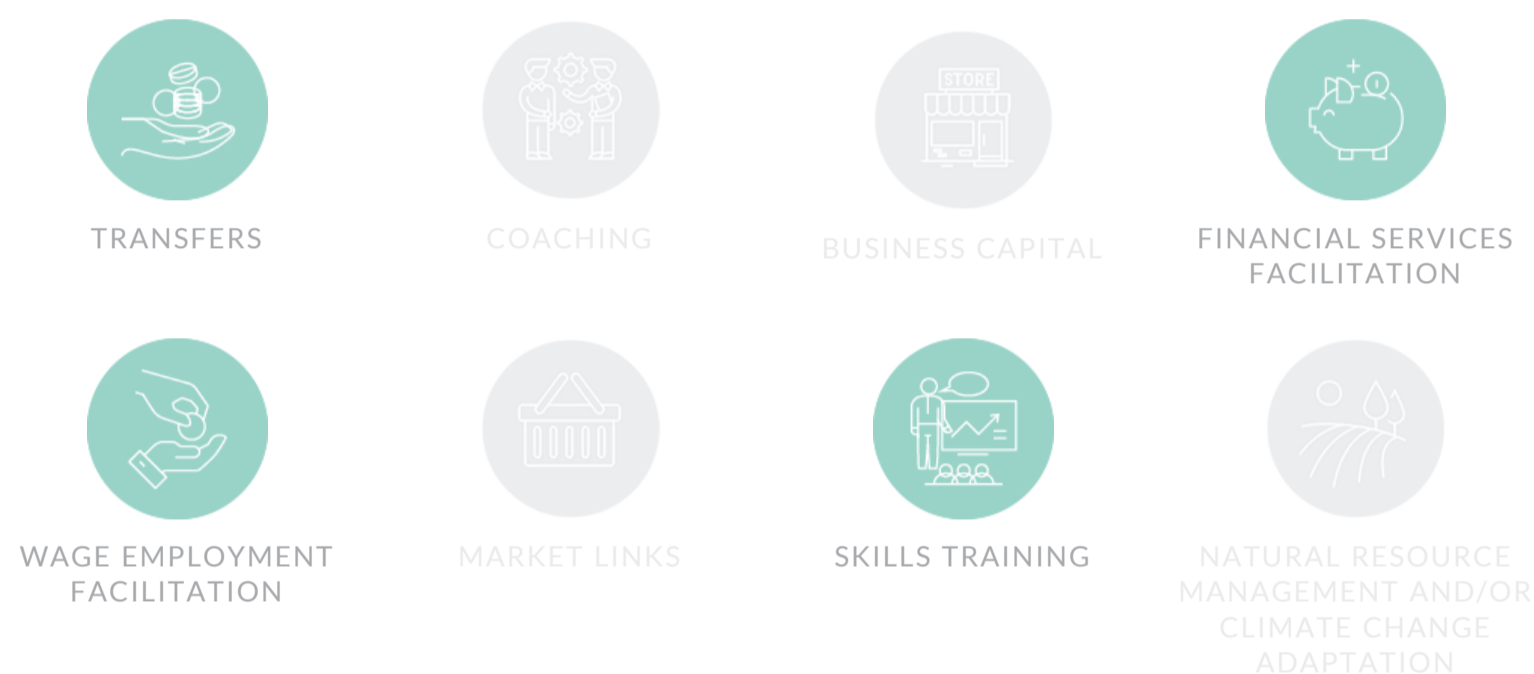 STORE
TRANSFERS
COACHING
BUSINESS CAPITAL
FINANCIAL SERVICES
FACILITATION
WAGE EMPLOYMENT
FACILITATION
MARKET LINKS
SKILLS TRAINING
NATURAL RESOURCE
MANAGEMENT AND/OR
CLIMATE CHANGE
ADAPTATION